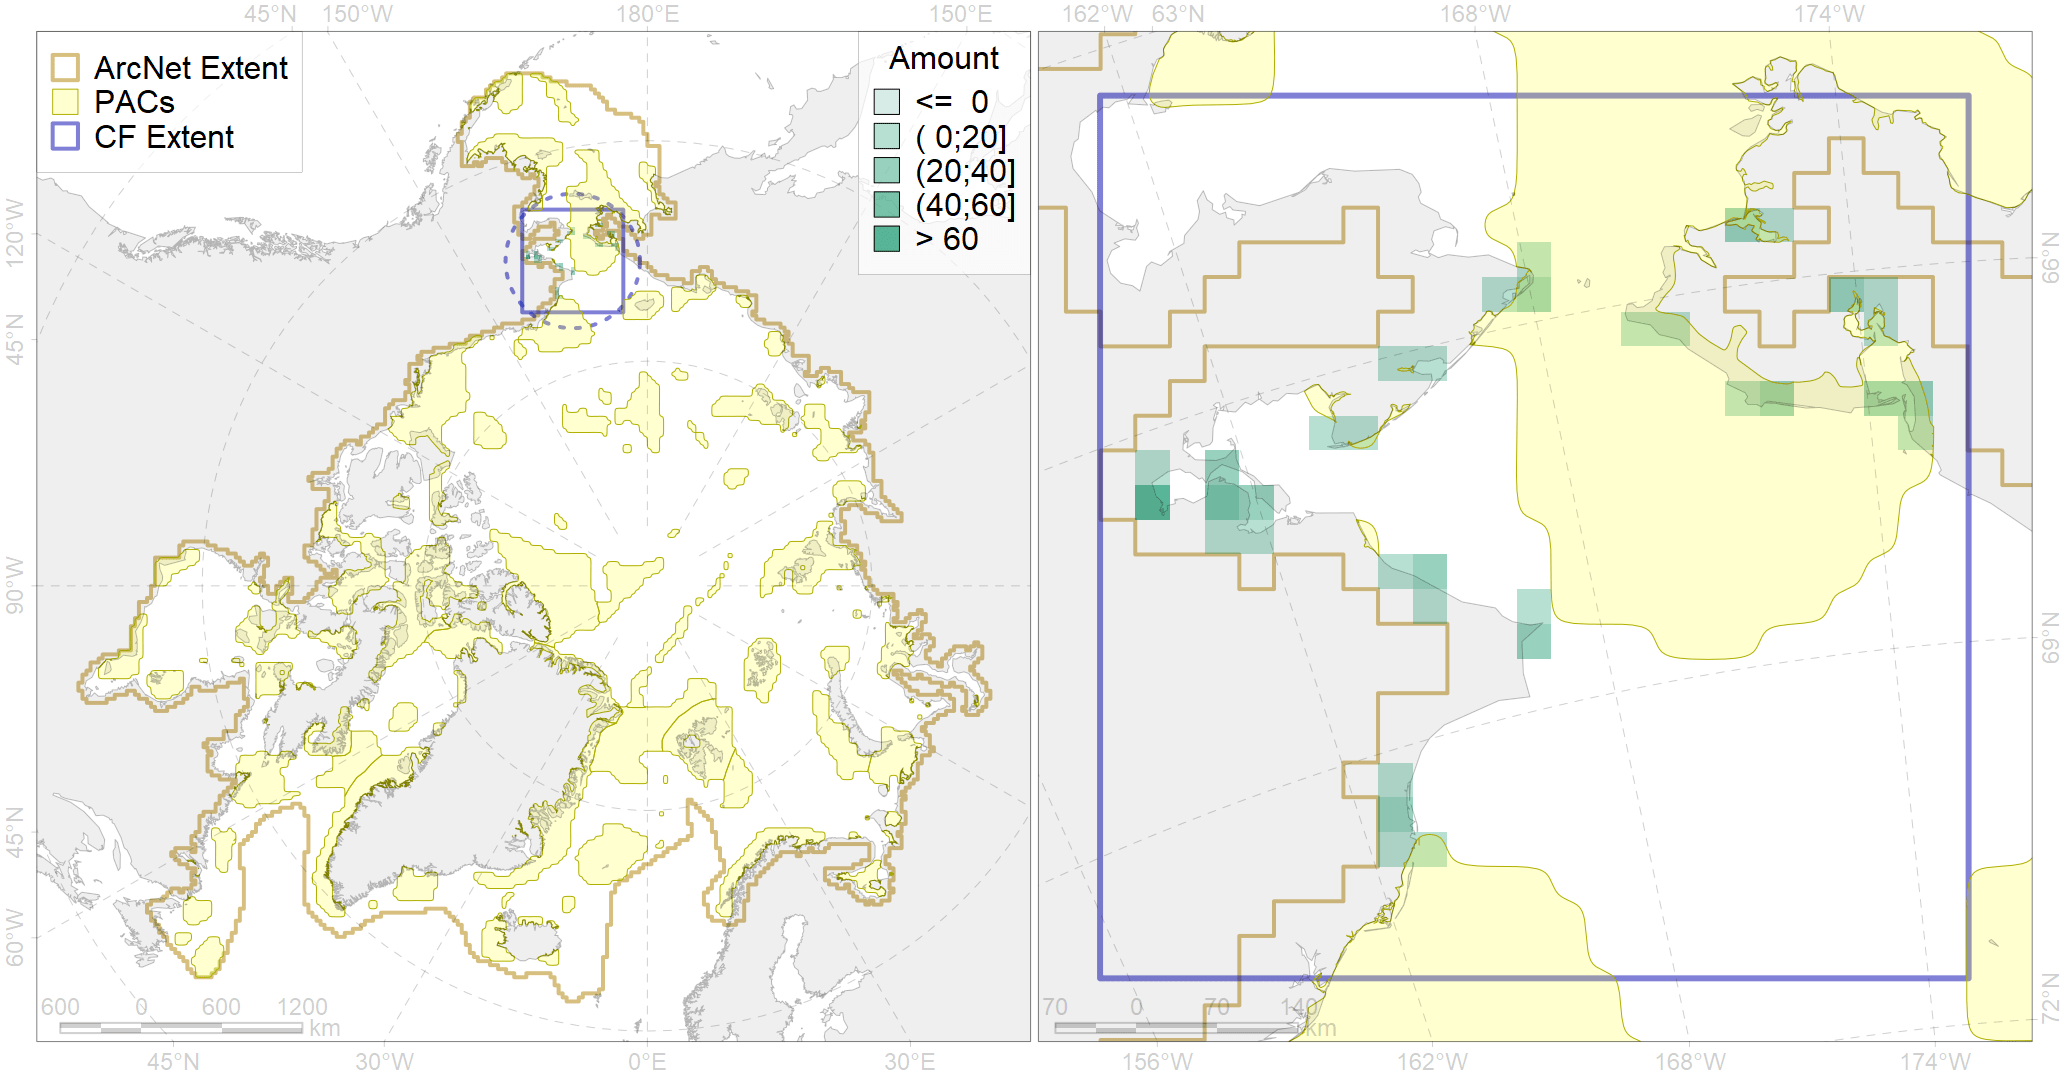 45°N 150°W 180°E 150°E 162°W 63°N 168°W 174°W
ArcNet Extent
PACs
CF Extent
Amount
<= 0
( 0;20]
(20;40]
(40;60]
> 60
120°W
45°N
90°W
45°N
60°W
66°N
69°N
72°N
600 0 600 1200
km
70 0 70 140
km
45°N 30°W 0°E 30°E 156°W 162°W 168°W 174°W